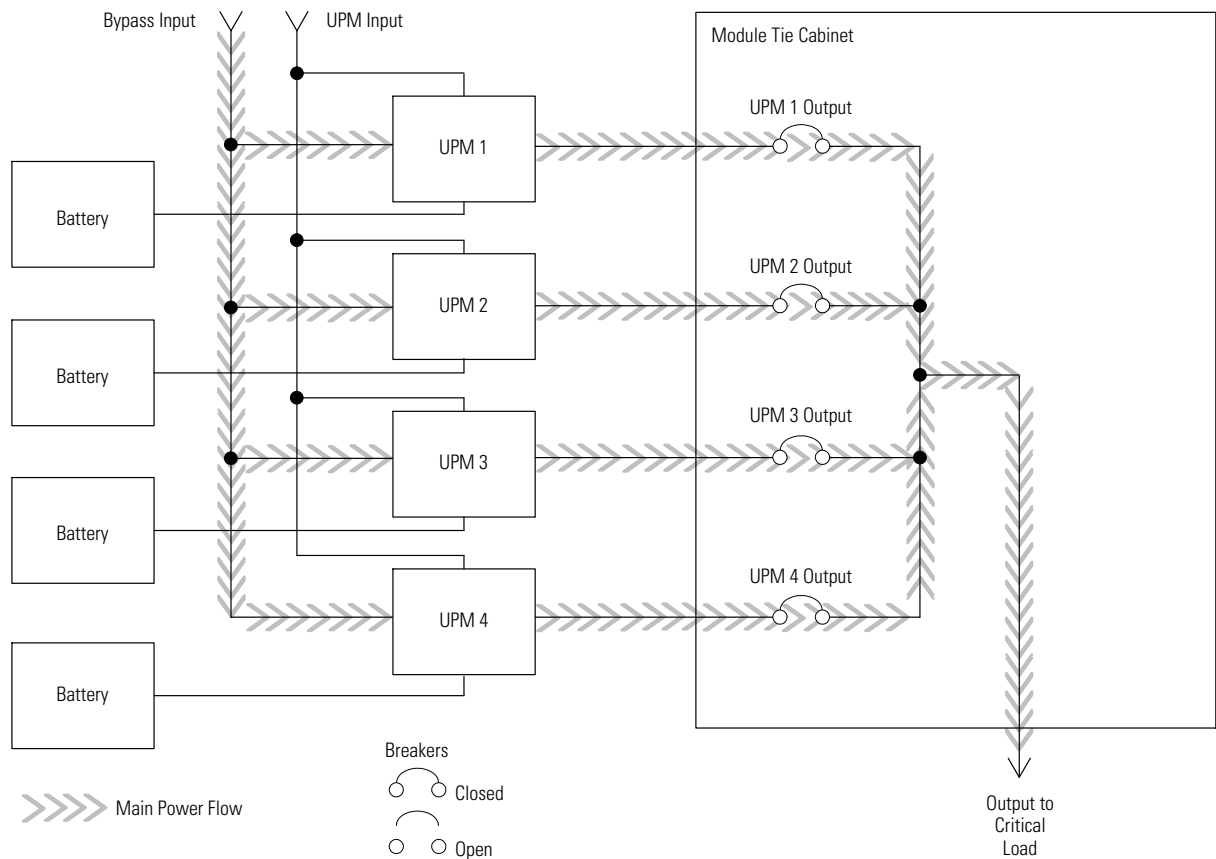 Bypass Input
UPM Input
Module Tie Cabinet
UPM 1 Output
UPM 1
Battery
UPM 2 Output
UPM 2
Battery
UPM 3 Output
UPM 3
Battery
UPM 4 Output
UPM 4
Battery
Breakers
Closed
Open
Main Power Flow
Output to
Critical
Load